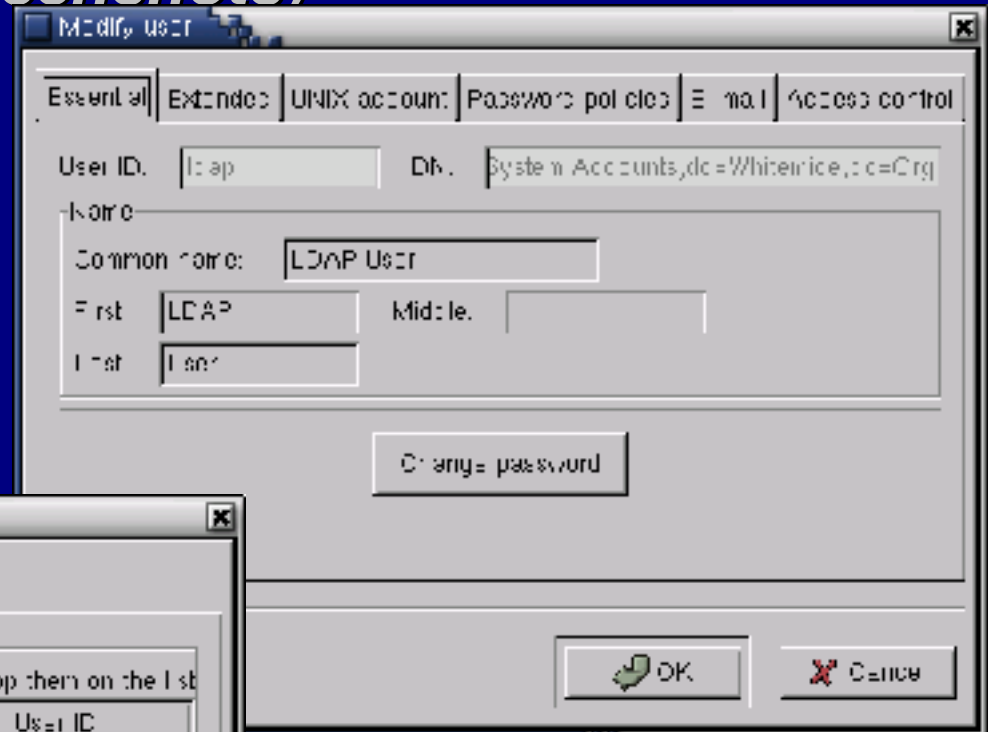 Modify user
Essential Extended UNIX account Password policies E-mail Access control
User ID: ldap DN: System Accounts,dc=Whitemice,dc=Org
Name
Common name: LDAP User
First LDAP Middle:
Last User
Change password
OK Cancel
them on the list
User ID